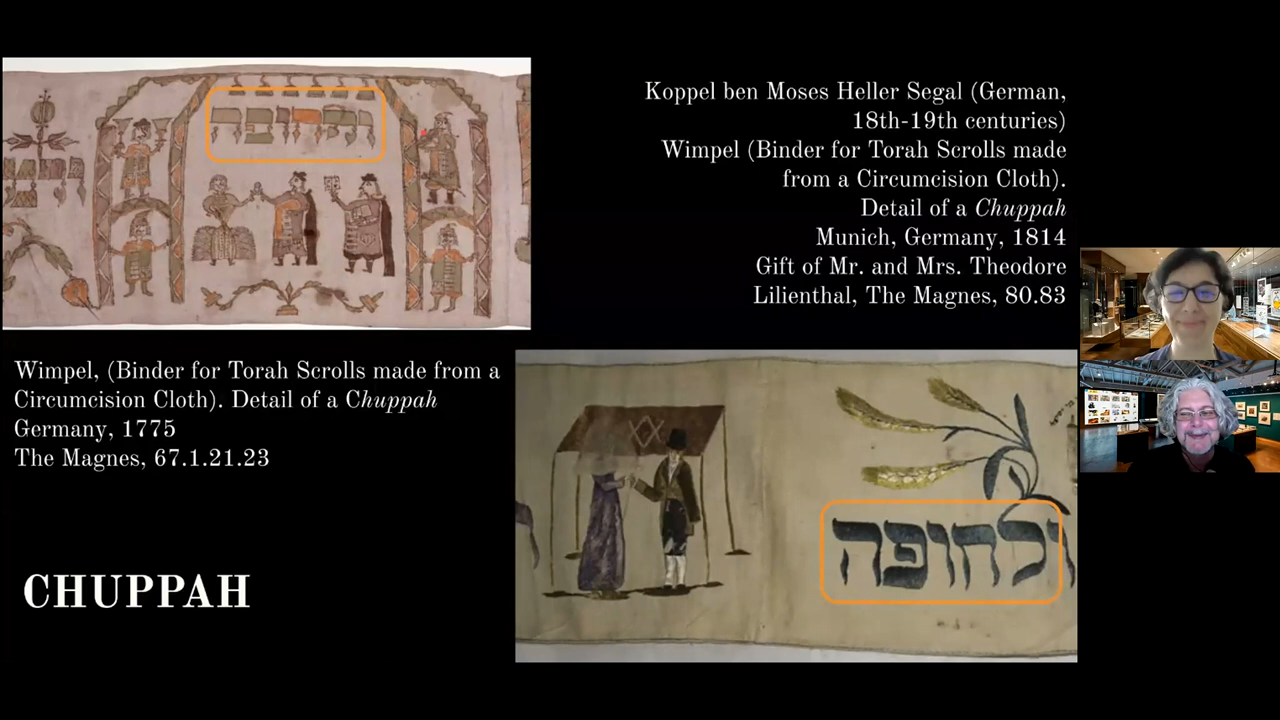 Koppel ben Moses Heller Segal (German,
18th-19th centuries)
Wimpel (Binder for Torah Scrolls made
from a Circumcision Cloth).
Detail of a Chuppah
Munich, Germany, 1814
Gift of Mr. and Mrs. Theodore
Lilienthal, The Magnes, 80.83
Wimpel, (Binder for Torah Scrolls made from a
Circumcision Cloth). Detail of a Chuppah
Germany, 1775
The Magnes, 67.1.21.23
ולחופה
CHUPPAH